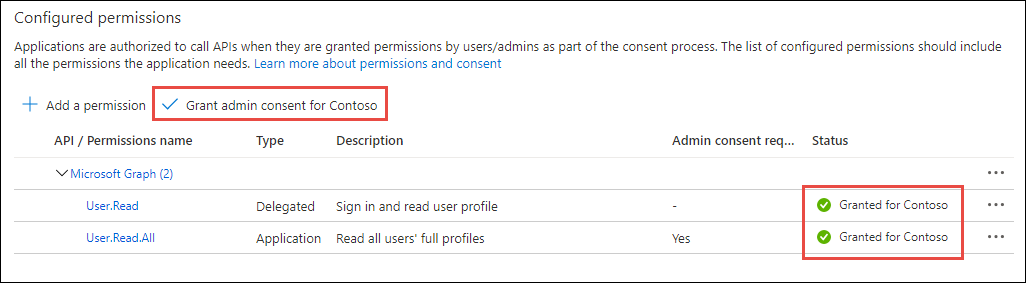 Configured permissions
Applications are authorized to call APIs when they are granted permissions by users/admins as part of the consent process. The list of configured permissions should include
all the permissions the application needs. Learn more about permissions and consent
Add a permission Grant admin consent for Contoso
API / Permissions name Type Description Admin consent req... Status
Microsoft Graph (2) ...
User.Read Delegated Sign in and read user profile - Granted for Contoso ...
User.Read.All Application Read all users' full profiles Yes Granted for Contoso ...